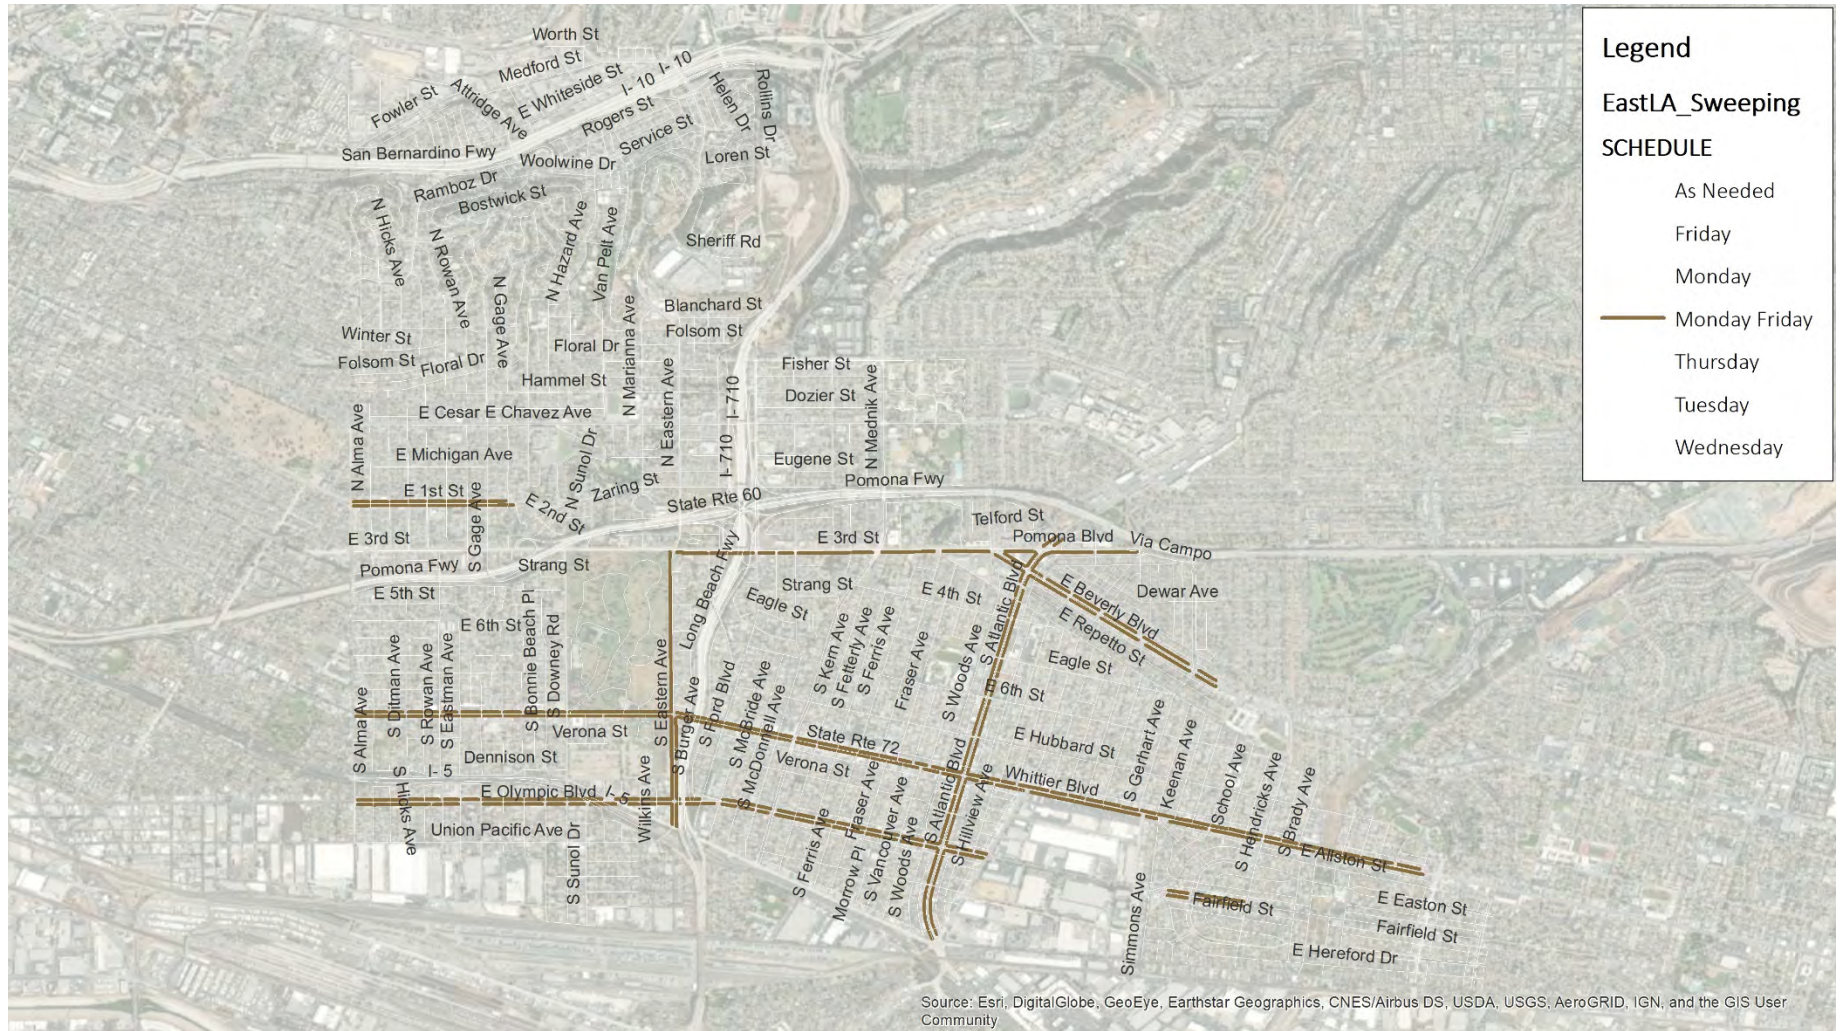 Worth St
Medford St
E Whiteside St
I- 10
I- 10
Fowler St
Attridge Ave
Rogers St
Helen Dr
Rollins Dr
Service St
San Bernardino Fwy
Woolwine Dr
Loren St
Ramboz Dr
Bostwick St
N Hicks Ave
N Rowan Ave
N Hazard Ave
Van Pelt Ave
Sheriff Rd
N Gage Ave
N Marianna Ave
Blanchard St
Folsom St
Winter St
Folsom St
Floral Dr
Floral Dr
Hammel St
Fisher St
Dozier St
N Mednik Ave
N Eastern Ave
I- 710
I- 710
E Cesar E Chavez Ave
N Alma Ave
E Michigan Ave
N Sunol Dr
Eugene St
Zaring St
Pomona Fwy
E 1st St
S Gage Ave
E 2nd St
State Rte 60
E 3rd St
E 3rd St
Telford St
Pomona Blvd
Via Campo
Pomona Fwy
Strang St
Long Beach Fwy
Strang St
E 4th St
S Atlantic Blvd
E Beverly Blvd
Dewar Ave
E 5th St
Eagle St
E Repetto St
E 6th St
S Bonnie Beach Pl
S Downey Rd
S Kern Ave
S Fetterly Ave
S Ferris Ave
Fraser Ave
S Woods Ave
Eagle St
E 6th St
S Alma Ave
S Ditman Ave
S Rowan Ave
S Eastman Ave
S Eastern Ave
S Burger Ave
S Ford Blvd
S McBride Ave
S McDonnell Ave
Verona St
State Rte 72
E Hubbard St
Dennison St
Verona St
Whittier Blvd
S Gerhart Ave
Keenan Ave
School Ave
S Hendricks Ave
S Brady Ave
I- 5
S Hicks Ave
E Olympic Blvd
I- 5
Wilkins Ave
Union Pacific Ave
S Sunol Dr
S Ferris Ave
Morrow Pl
Fraser Ave
S Vancouver Ave
S Woods Ave
S Atlantic Blvd
S Hillview Ave
E Allston St
Simmons Ave
Fairfield St
E Easton St
Fairfield St
E Hereford Dr
Legend
EastLA_Sweeping
SCHEDULE
As Needed
Friday
Monday
Monday Friday
Thursday
Tuesday
Wednesday
Source: Esri, DigitalGlobe, GeoEye, Earthstar Geographics, CNES/Airbus DS, USDA, USGS, AeroGRID, IGN, and the GIS User
Community